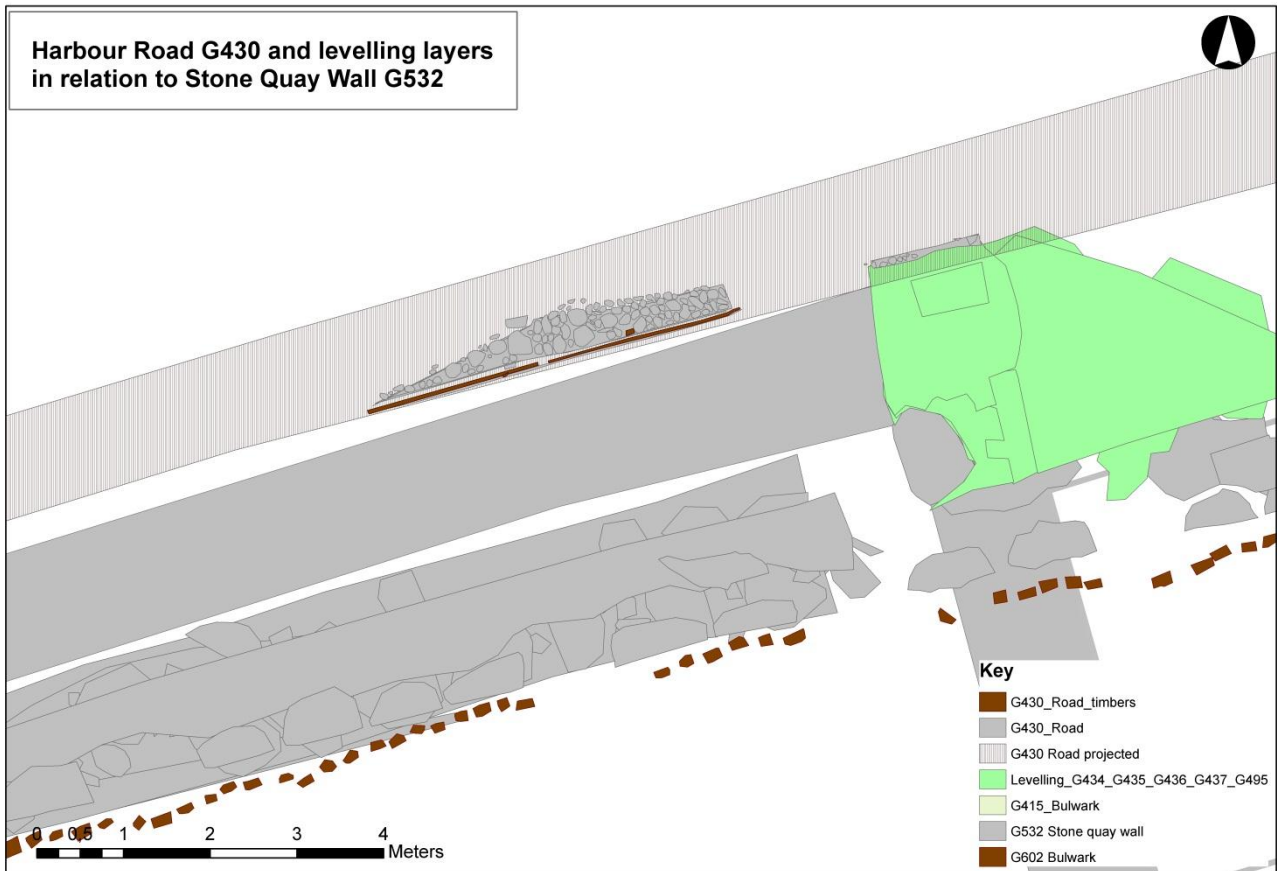 Harbour Road G430 and levelling layers
in relation to Stone Quay Wall G532
Key
G430_Road_timbers
G430_Road
G430 Road projected
Levelling_G434_G435_G436_G437_G495
G415_Bulwark
G532 Stone quay wall
G602 Bulwark
0 0.5 1 2 3 4
Meters